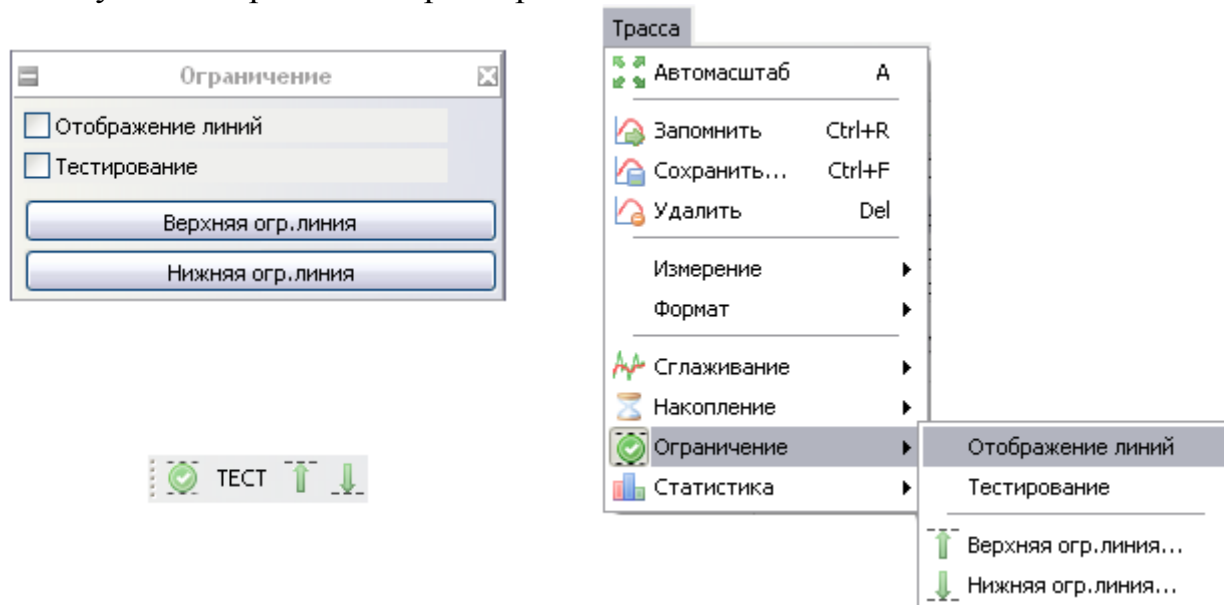 Ограничение
Отображение линий
Тестирование
Верхняя огр.линия
Нижняя огр.линия
ТЕСТ
Трасса
Автомасштаб A
Запомнить Ctrl+R
Сохранить... Ctrl+F
Удалить Del
Измерение
Формат
Сглаживание
Накопление
Ограничение
Статистика
Отображение линий
Тестирование
Верхняя огр.линия...
Нижняя огр.линия...